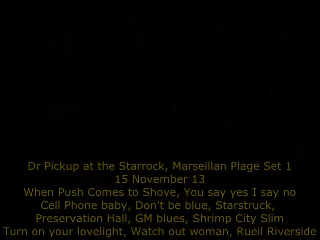 Dr Pickup at the Starrock, Marseillan Plage Set 1
15 November 13
When Push Comes to Shove, You say yes I say no
Cell Phone baby, Don't be blue, Starstruck,
Preservation Hall, GM blues, Shrimp City Slim
Turn on your lovelight, Watch out woman, Rueil Riverside